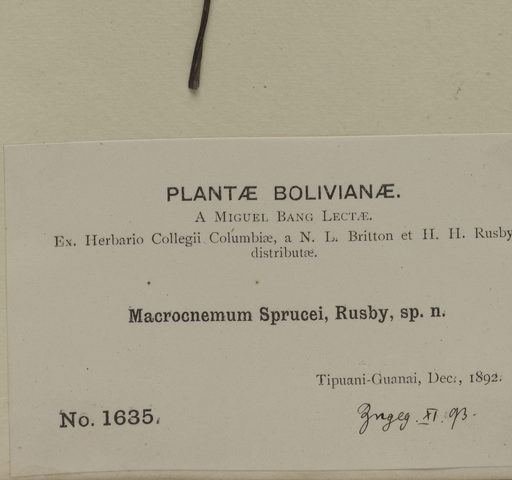 PLANTÆ BOLIVIANÆ.
A MIGUEL BANG LECTÆ.
Ex. Herbario Collegii Columbiæ, a N. L. Britton et H. H. Rusby
distributæ.
Macrocnemum Sprucei, Rusby, sp. n.
Tipuani-Guanai, Dec., 1892.
No. 1635.
Zngeg. XI. 93.